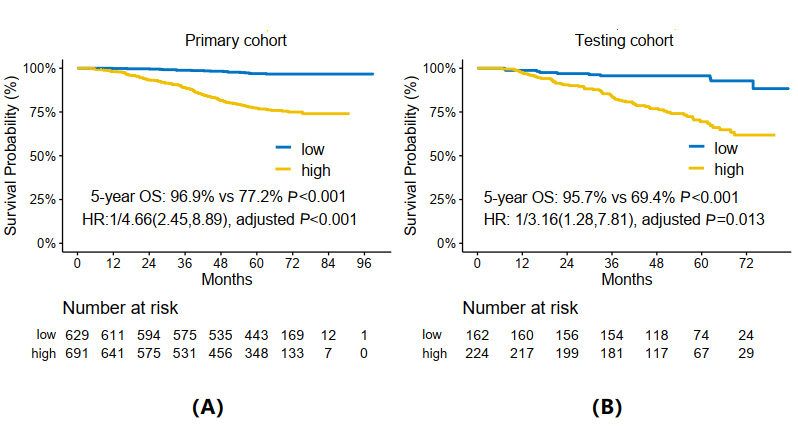 Primary cohort
Survival Probability (%)
100%
75%
50%
25%
0%
low
high
5-year OS: 96.9% vs 77.2% P<0.001
HR:1/4.66(2.45,8.89), adjusted P<0.001
0 12 24 36 48 60 72 84 96
Months
Number at risk
low 629 611 594 575 535 443 169 12 1
high 691 641 575 531 456 348 133 7 0
(A)
Testing cohort
Survival Probability (%)
100%
75%
50%
25%
0%
low
high
5-year OS: 95.7% vs 69.4% P<0.001
HR: 1/3.16(1.28,7.81), adjusted P=0.013
0 12 24 36 48 60 72
Months
Number at risk
low 162 160 156 154 118 74 24
high 224 217 199 181 117 67 29
(B)